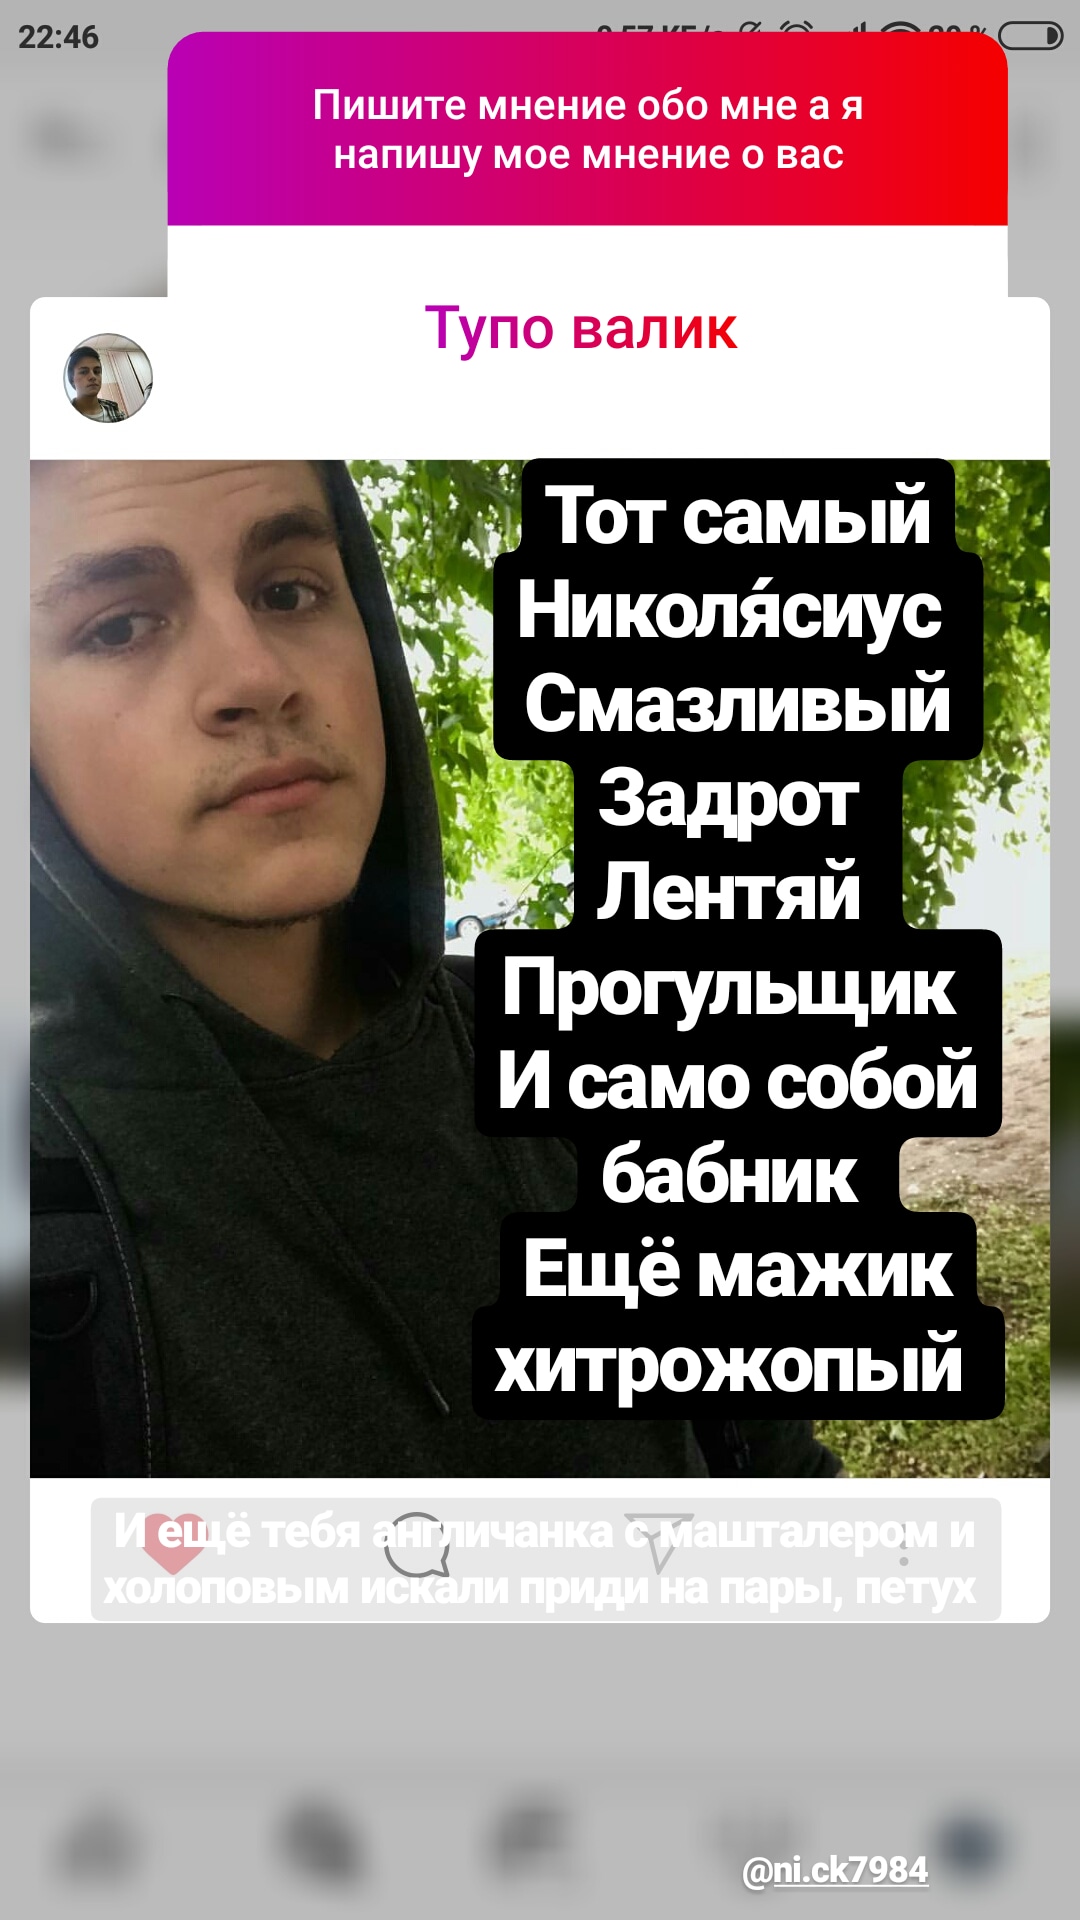 22:46
Пишите мнение обо мне а я
напишу мое мнение о вас
Тупо валик
Тот самый
Николя́сиус
Смазливый
Задрот
Лентяй
Прогульщик
И само собой
бабник
Ещё мажик
хитрожопый
И ещё тебя англичанка с машталером и
холоповым искали приди на пары, петух
@ni.ck7984